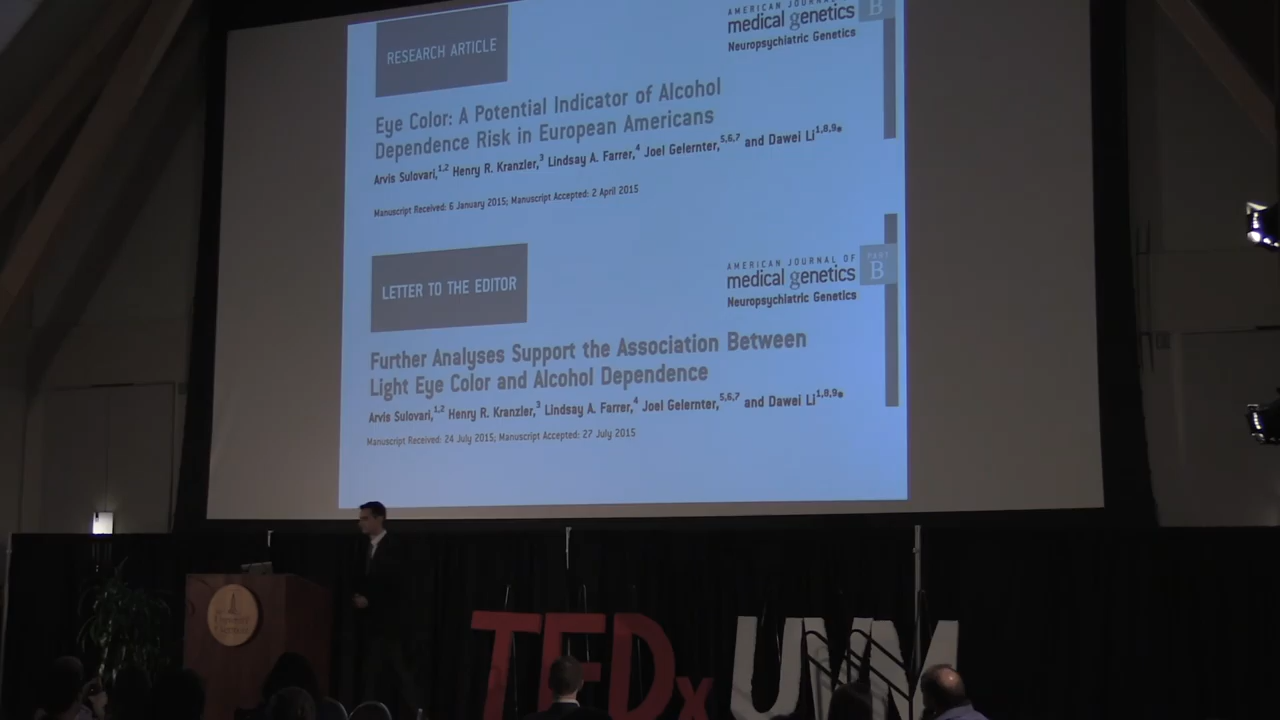 RESEARCH ARTICLE
AMERICAN JOURNAL
medical genetics
B
Neuropsychiatric Genetics
Eye Color: A Potential Indicator of Alcohol
Dependence Risk in European Americans
Arvis Sulovari,1,2 Henry R. Kranzler,3 Lindsay A. Farrer,4 Joel Gelernter,5,6,7 and Dawei Li1,8,9*
Manuscript Received: 6 January 2015; Manuscript Accepted: 2 April 2015
LETTER TO THE EDITOR
AMERICAN JOURNAL OF
medical genetics
PART
B
Neuropsychiatric Genetics
Further Analyses Support the Association Between
Light Eye Color and Alcohol Dependence
Arvis Sulovari,1,2 Henry R. Kranzler,3 Lindsay A. Farrer,4 Joel Gelernter,5,6,7 and Dawei Li1,8,9*
Manuscript Received: 24 July 2015; Manuscript Accepted: 27 July 2015
TEDx UVM